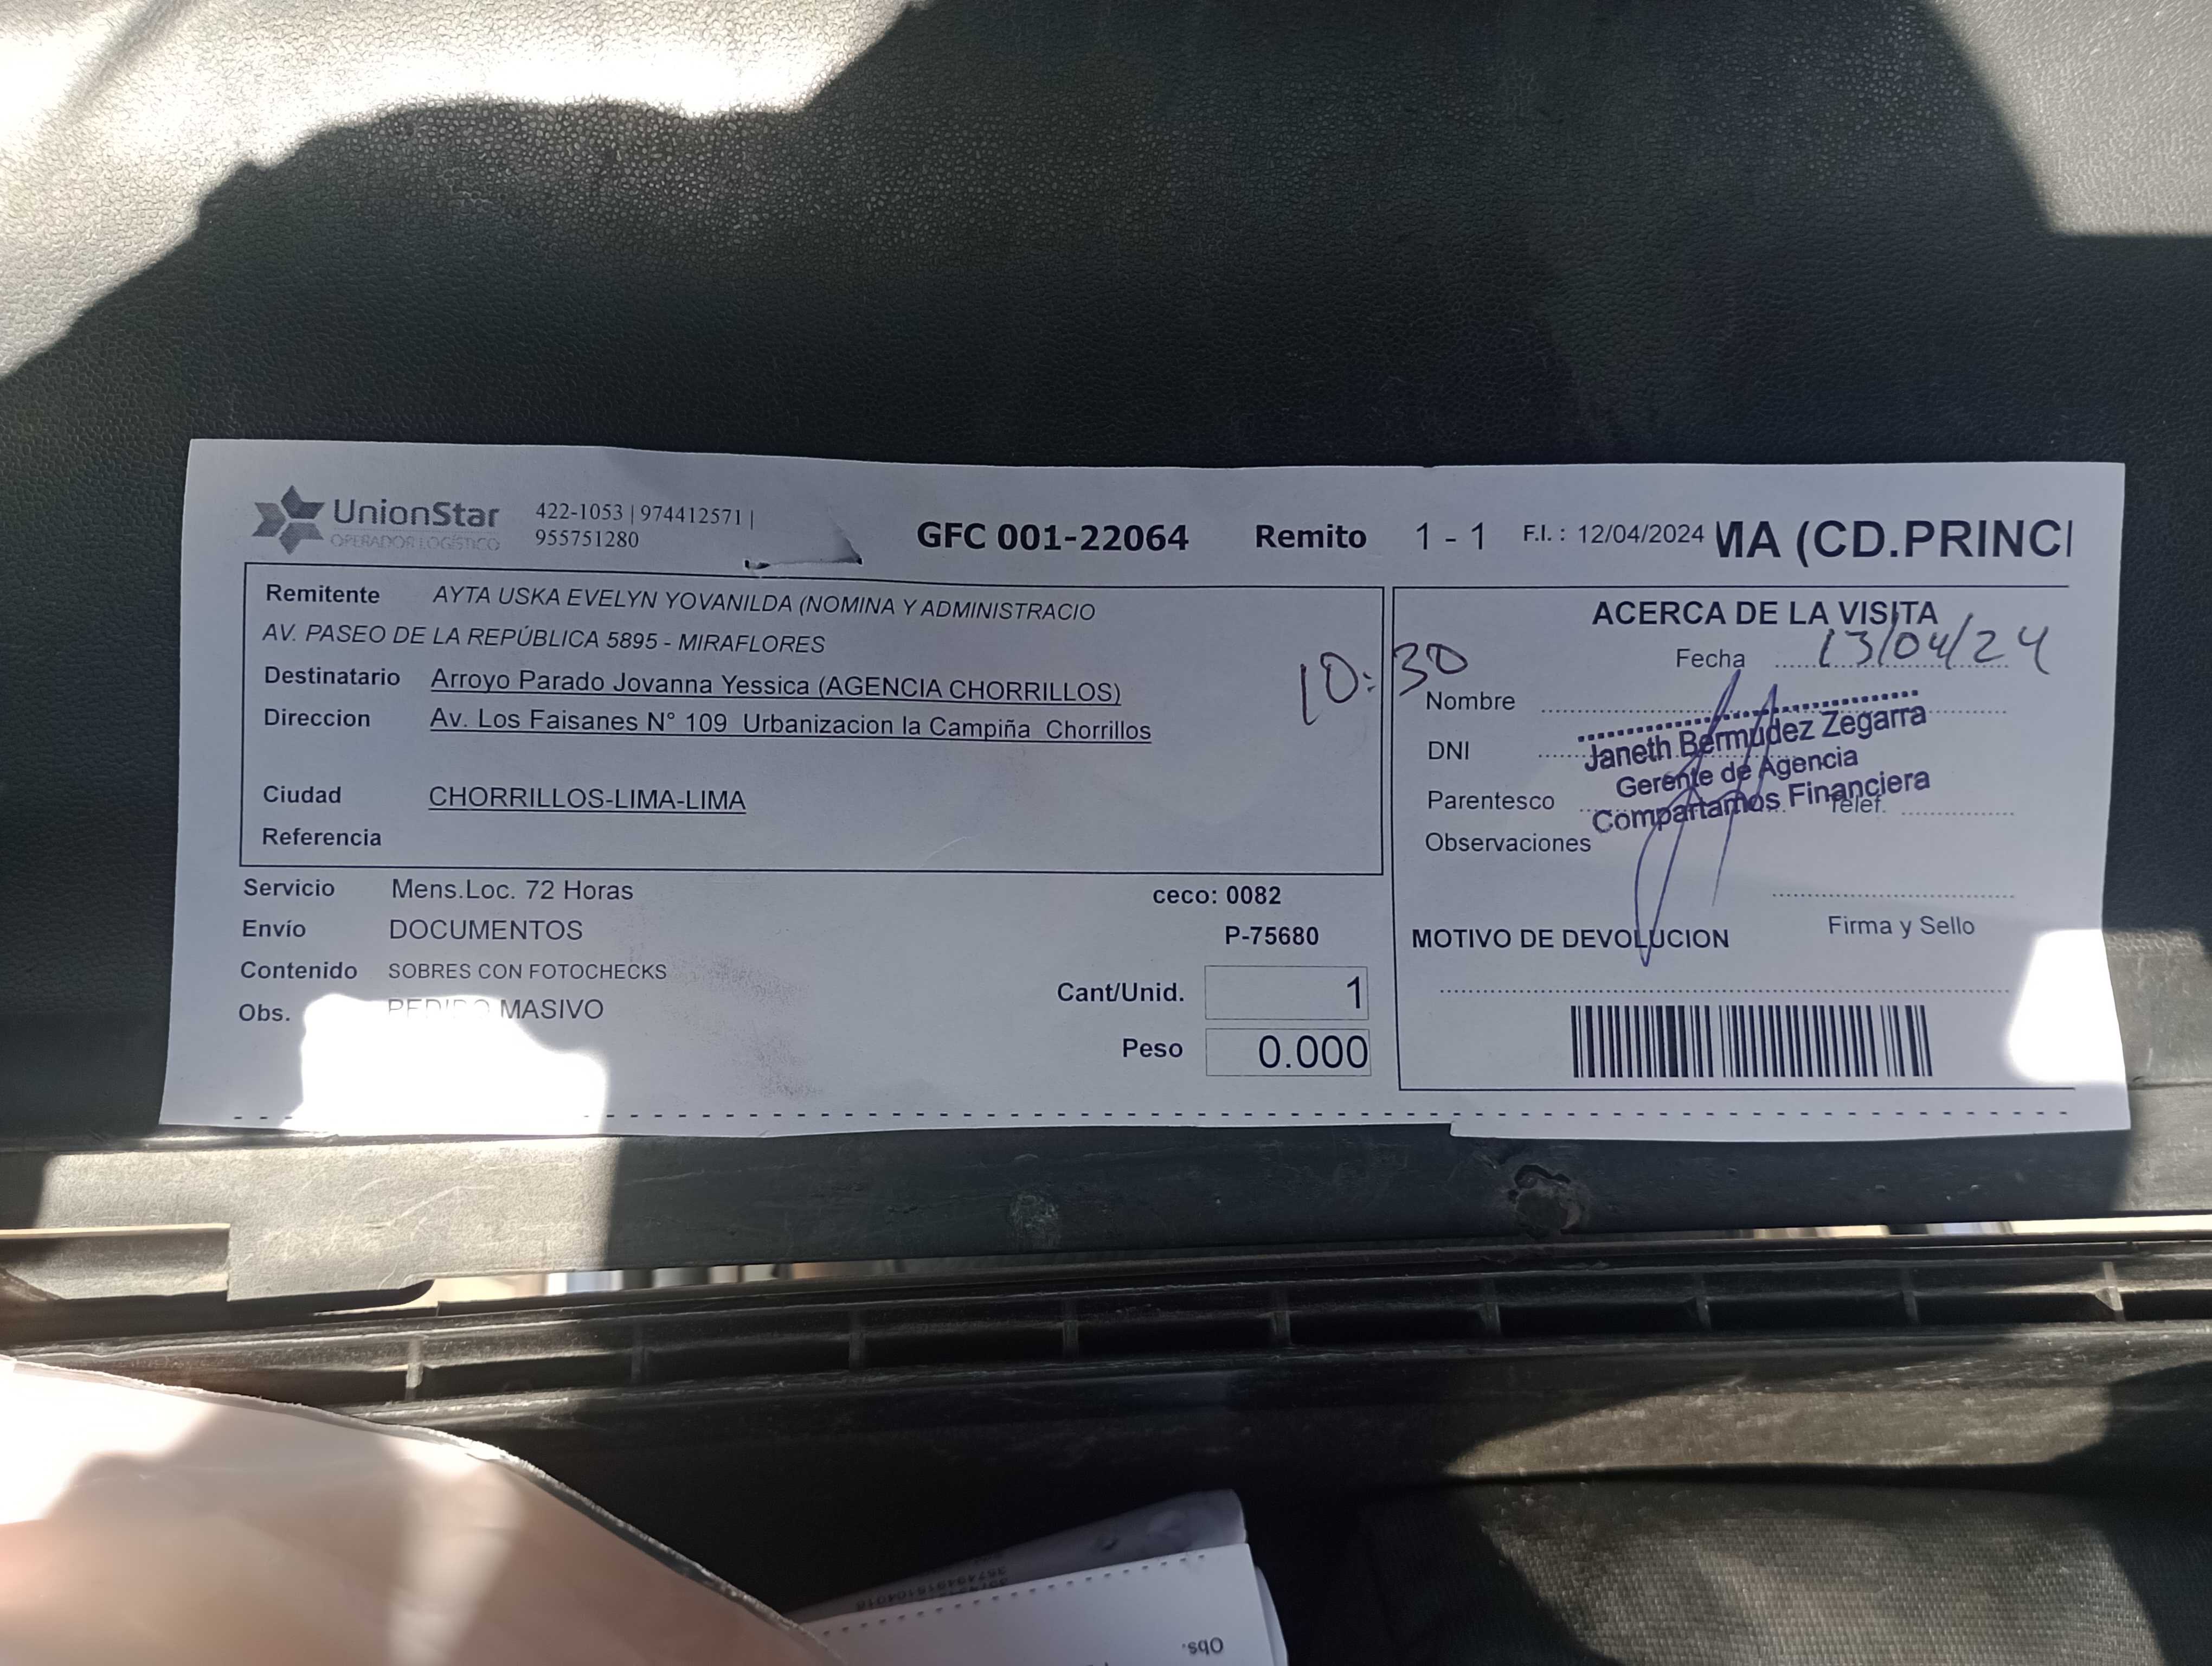 UnionStar
OPERADOR LOGÍSTICO
422-1053 | 974412571 |
955751280
GFC 001-22064 Remito 1 - 1 F.I. : 12/04/2024 MA (CD.PRINCI
Remitente AYTA USKA EVELYN YOVANILDA (NOMINA Y ADMINISTRACIO
AV. PASEO DE LA REPÚBLICA 5895 - MIRAFLORES
Destinatario Arroyo Parado Jovanna Yessica (AGENCIA CHORRILLOS)
Direccion Av. Los Faisanes N° 109 Urbanizacion la Campiña Chorrillos
Ciudad CHORRILLOS-LIMA-LIMA
Referencia
10:30
Servicio Mens.Loc. 72 Horas
ceco: 0082
Envío DOCUMENTOS
P-75680
Contenido SOBRES CON FOTOCHECKS
Cant/Unid. 1
Obs. PEDIDO MASIVO
Peso 0.000
ACERCA DE LA VISITA
Fecha 13/04/24
Nombre
DNI
Janeth Bermudez Zegarra
Gerente de Agencia
Compartamos Financiera
Parentesco Telef.
Observaciones
Firma y Sello
MOTIVO DE DEVOLUCION
Obs.